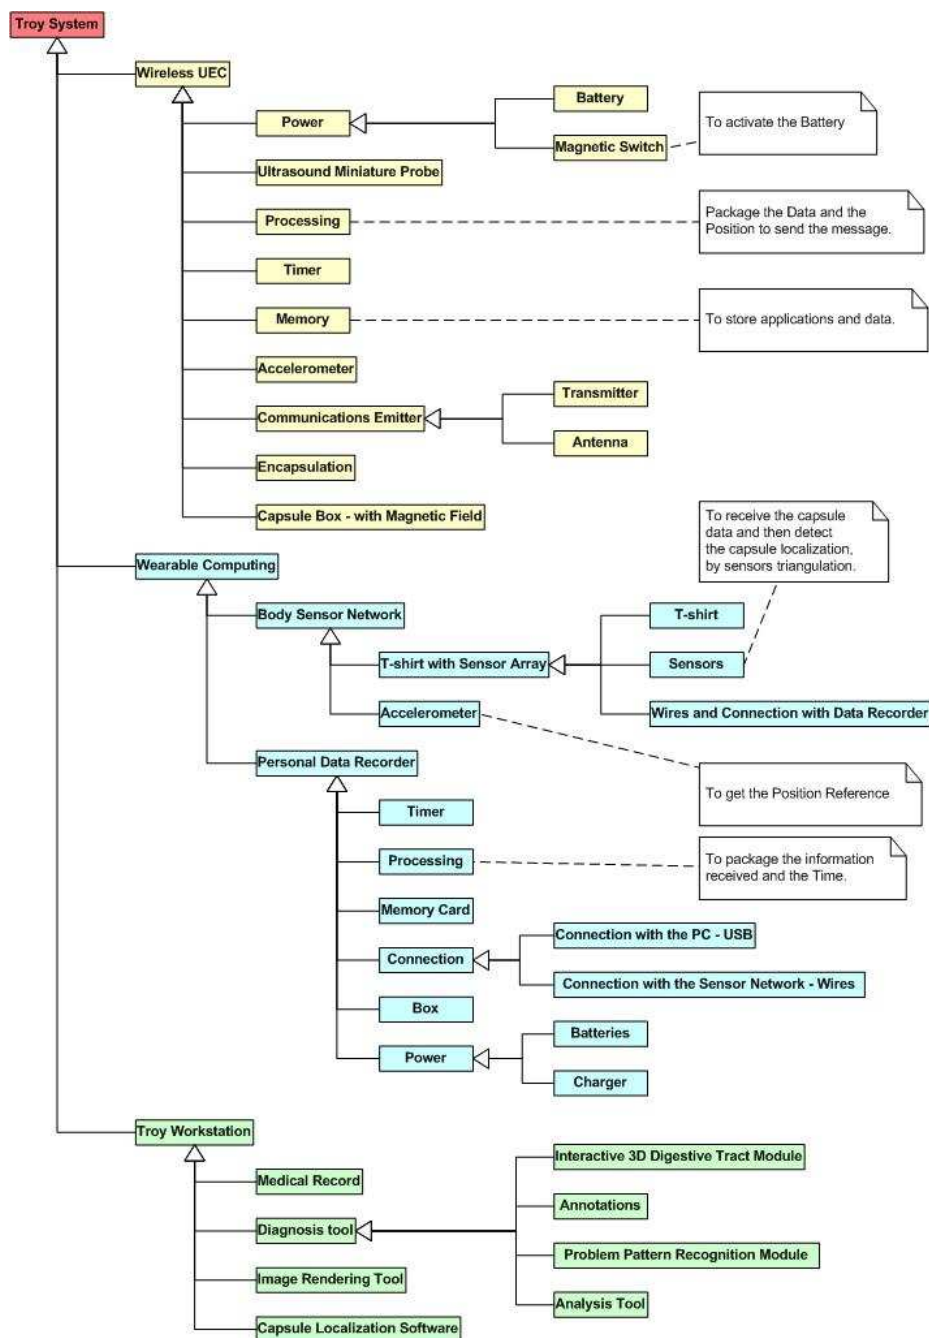 Troy System
Wireless UEC
Battery
Power
To activate the Battery
Magnetic Switch
Ultrasound Miniature Probe
Processing
Package the Data and the
Position to send the message.
Timer
Memory
To store applications and data.
Accelerometer
Transmitter
Communications Emitter
Antenna
Encapsulation
Capsule Box - with Magnetic Field
To receive the capsule
data and then detect
the capsule localization,
by sensors triangulation.
Wearable Computing
Body Sensor Network
T-shirt
T-shirt with Sensor Array
Sensors
Accelerometer
Wires and Connection with Data Recorder
Personal Data Recorder
To get the Position Reference
Timer
Processing
To package the information
received and the Time.
Memory Card
Connection with the PC - USB
Connection
Connection with the Sensor Network - Wires
Box
Batteries
Power
Charger
Troy Workstation
Interactive 3D Digestive Tract Module
Medical Record
Annotations
Diagnosis tool
Problem Pattern Recognition Module
Image Rendering Tool
Analysis Tool
Capsule Localization Software